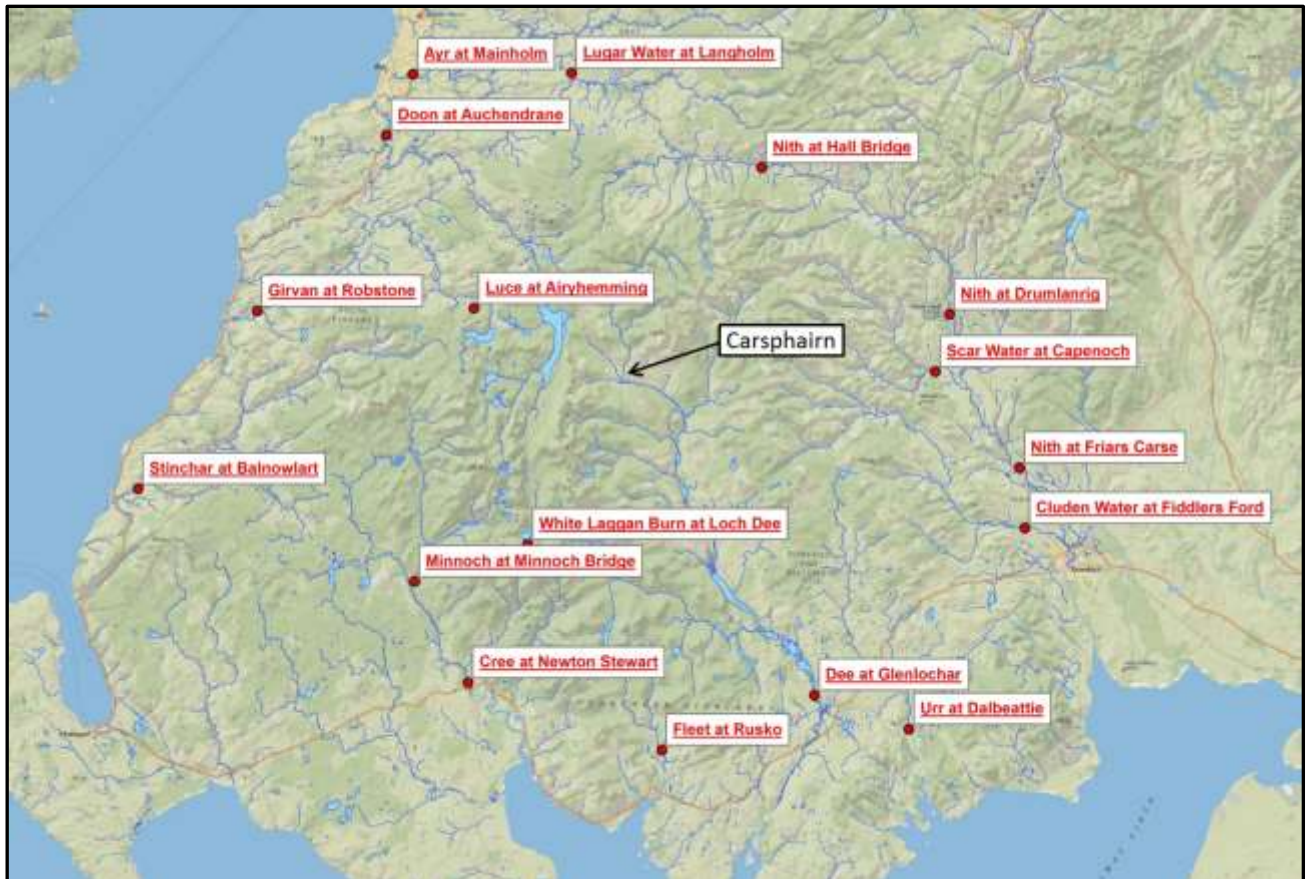 Ayr at Mainholm
Lugar Water at Langholm
Doon at Auchendrane
Nith at Hall Bridge
Girvan at Robstone
Luce at Airyhemming
Nith at Drumlanrig
Carsphairn
Scar Water at Capenoch
Nith at Friars Carse
Stinchar at Balnowlart
Cluden Water at Fiddlers Ford
White Laggan Burn at Loch Dee
Minnoch at Minnoch Bridge
Cree at Newton Stewart
Dee at Glenlochar
Urr at Dalbeattie
Fleet at Rusko